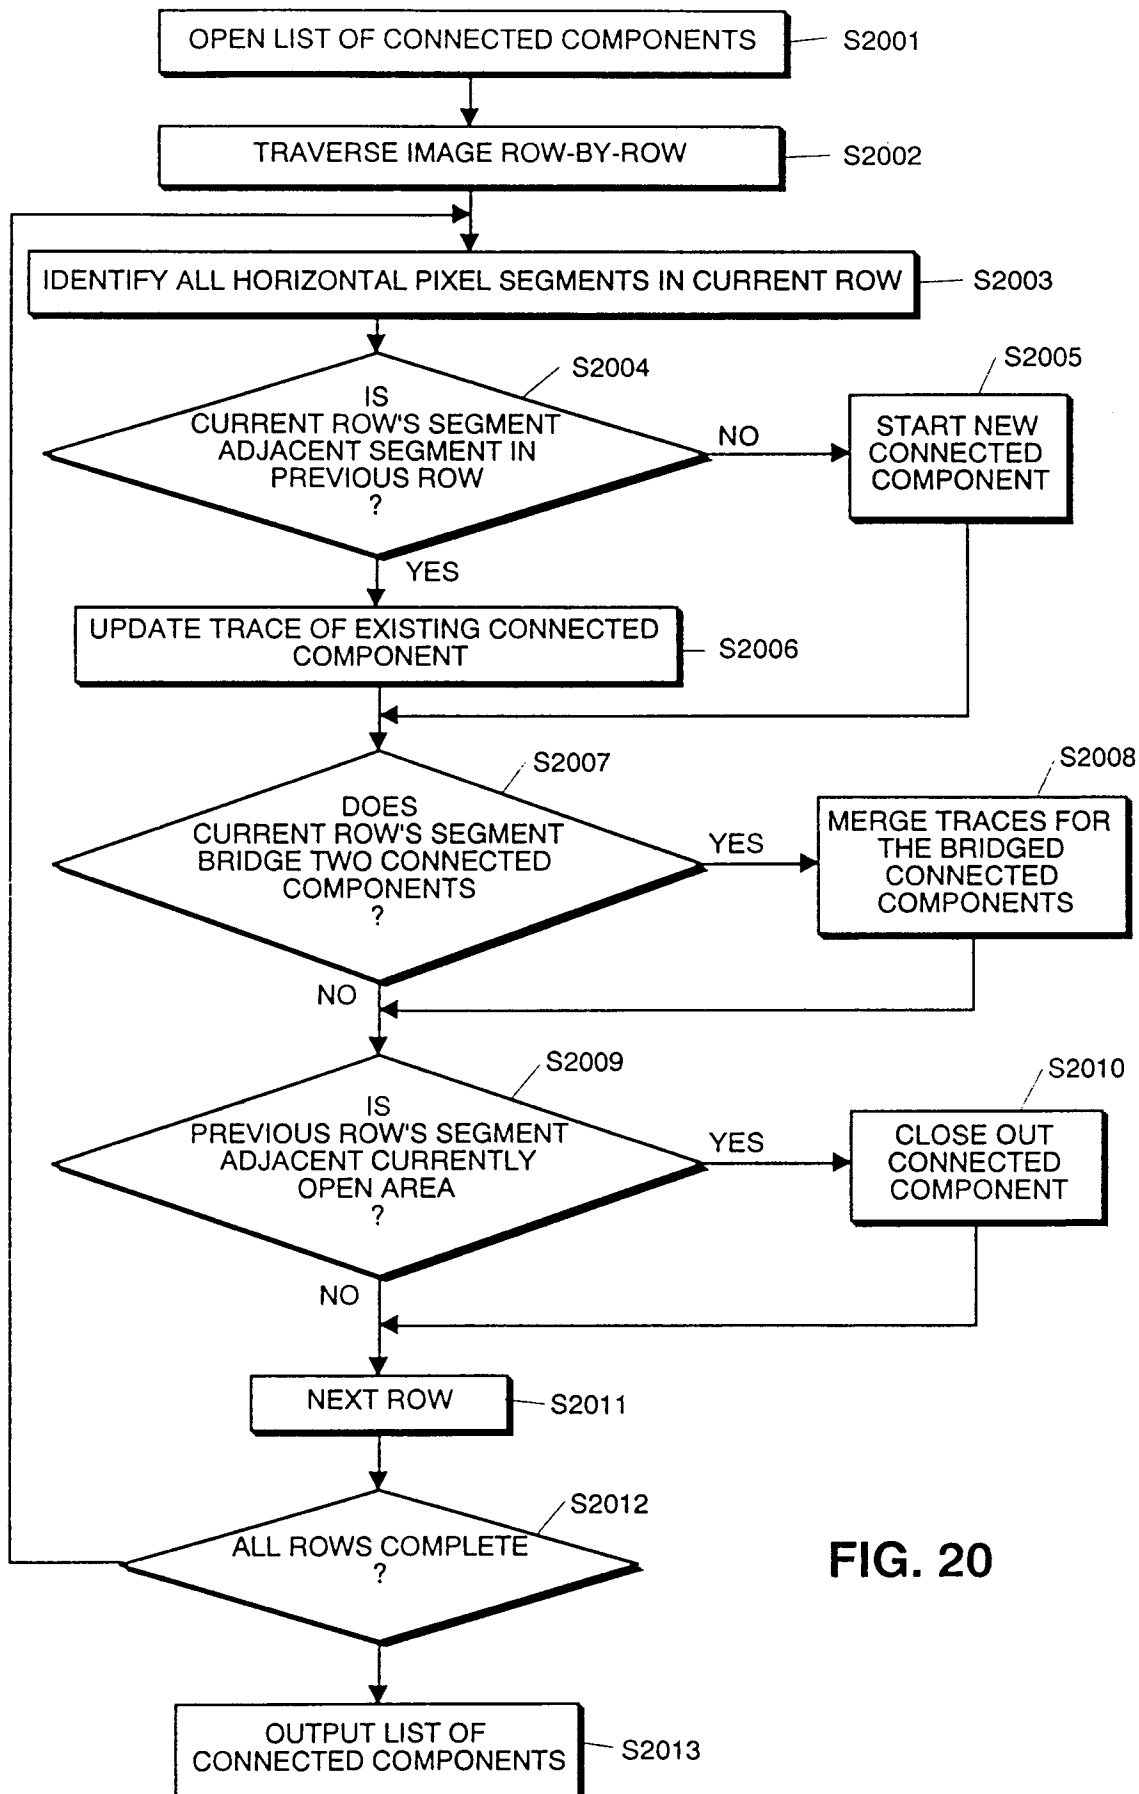 OPEN LIST OF CONNECTED COMPONENTS
S2001
TRAVERSE IMAGE ROW-BY-ROW
S2002
IDENTIFY ALL HORIZONTAL PIXEL SEGMENTS IN CURRENT ROW
S2003
S2004
IS
CURRENT ROW'S SEGMENT
ADJACENT SEGMENT IN
PREVIOUS ROW
?
NO
S2005
START NEW
CONNECTED
COMPONENT
YES
UPDATE TRACE OF EXISTING CONNECTED
COMPONENT
S2006
S2007
DOES
CURRENT ROW'S SEGMENT
BRIDGE TWO CONNECTED
COMPONENTS
?
YES
S2008
MERGE TRACES FOR
THE BRIDGED
CONNECTED
COMPONENTS
NO
S2009
IS
PREVIOUS ROW'S SEGMENT
ADJACENT CURRENTLY
OPEN AREA
?
YES
S2010
CLOSE OUT
CONNECTED
COMPONENT
NO
NEXT ROW
S2011
S2012
ALL ROWS COMPLETE
?
FIG. 20
OUTPUT LIST OF
CONNECTED COMPONENTS
S2013